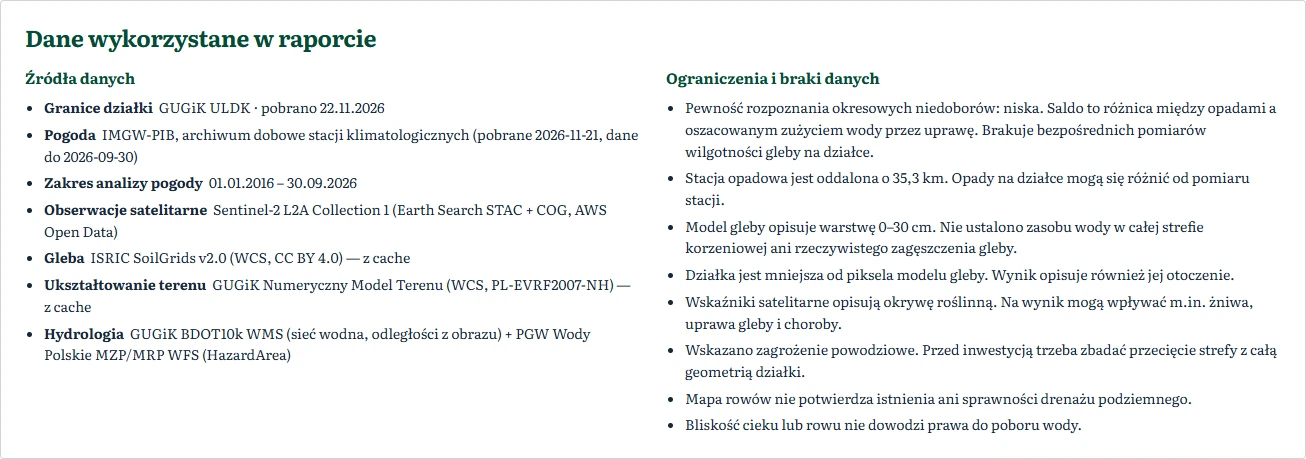 Dane wykorzystane w raporcie
Źródła danych
• Granice działki GUGiK ULDK · pobrano 22.11.2026
• Pogoda IMGW-PIB, archiwum dobowe stacji klimatologicznych (pobrane 2026-11-21, dane
do 2026-09-30)
• Zakres analizy pogody 01.01.2016 – 30.09.2026
• Obserwacje satelitarne Sentinel-2 L2A Collection 1 (Earth Search STAC + COG, AWS
Open Data)
• Gleba ISRIC SoilGrids v2.0 (WCS, CC BY 4.0) — z cache
• Ukształtowanie terenu GUGiK Numeryczny Model Terenu (WCS, PL-EVRF2007-NH) —
z cache
• Hydrologia GUGiK BDOT10k WMS (sieć wodna, odległości z obrazu) + PGW Wody
Polskie MZP/MRP WFS (HazardArea)
Ograniczenia i braki danych
• Pewność rozpoznania okresowych niedoborów: niska. Saldo to różnica między opadami a
oszacowanym zużyciem wody przez uprawę. Brakuje bezpośrednich pomiarów
wilgotności gleby na działce.
• Stacja opadowa jest oddalona o 35,3 km. Opady na działce mogą się różnić od pomiaru
stacji.
• Model gleby opisuje warstwę 0–30 cm. Nie ustalono zasobu wody w całej strefie
korzeniowej ani rzeczywistego zagęszczenia gleby.
• Działka jest mniejsza od piksela modelu gleby. Wynik opisuje również jej otoczenie.
• Wskaźniki satelitarne opisują okrywę roślinną. Na wynik mogą wpływać m.in. żniwa,
uprawa gleby i choroby.
• Wskazano zagrożenie powodziowe. Przed inwestycją trzeba zbadać przecięcie strefy z całą
geometrią działki.
• Mapa rowów nie potwierdza istnienia ani sprawności drenażu podziemnego.
• Bliskość cieku lub rowu nie dowodzi prawa do poboru wody.